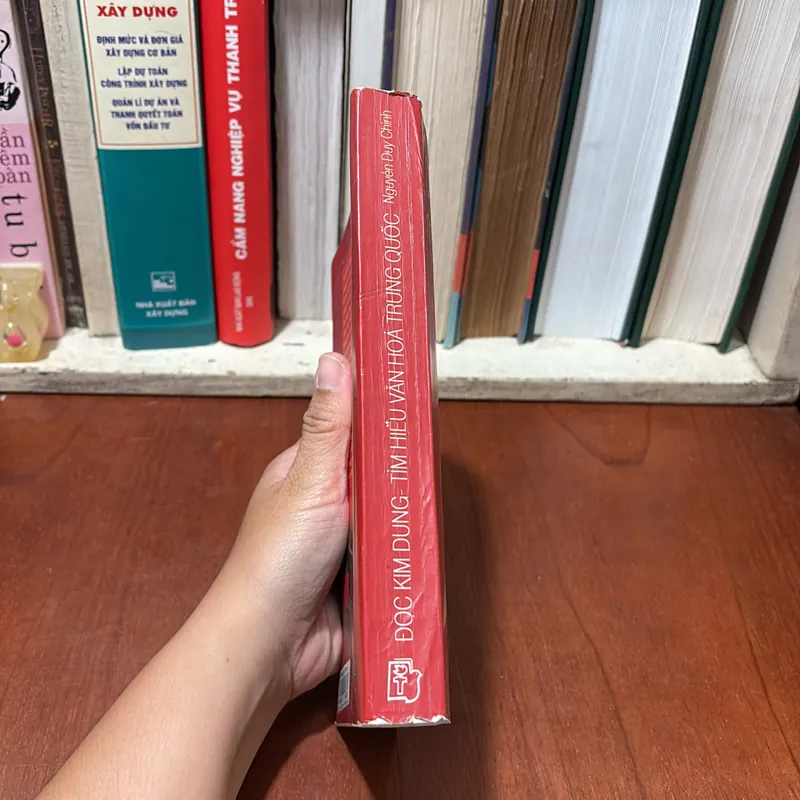 XÂY DỰNG
ĐỊNH MỨC VÀ ĐƠN GIÁ
XÂY DỰNG CƠ BẢN
LẬP DỰ TOÁN
CÔNG TRÌNH XÂY DỰNG
QUẢN LÍ DỰ ÁN VÀ
THANH QUYẾT TOÁN
VỐN ĐẦU TƯ
NHÀ XUẤT BẢN
XÂY DỰNG
CẨM NANG NGHIỆP VỤ THANH TR
ĐỌC KIM DUNG - TÌM HIỂU VĂN HOÁ TRUNG QUỐC Nguyễn Duy Chính